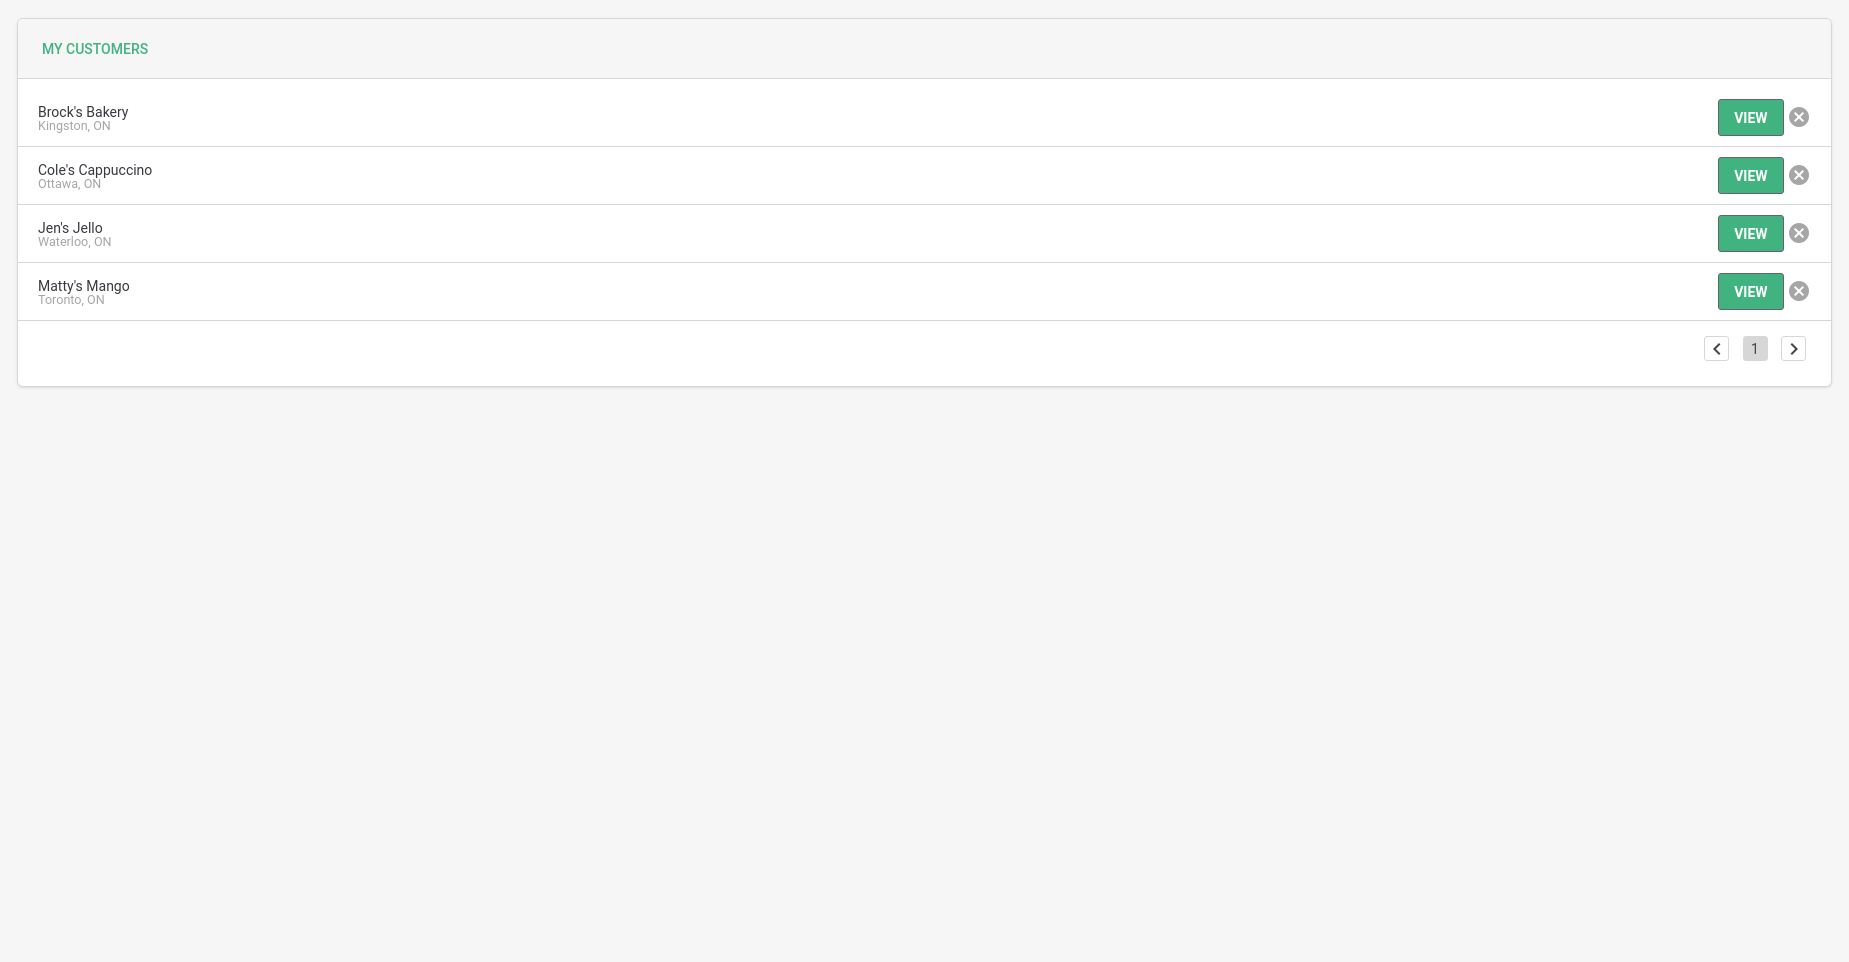 MY CUSTOMERS
Brock's Bakery
Kingston, ON
VIEW
Cole's Cappuccino
Ottawa, ON
VIEW
Jen's Jello
Waterloo, ON
VIEW
Matty's Mango
Toronto, ON
VIEW
1